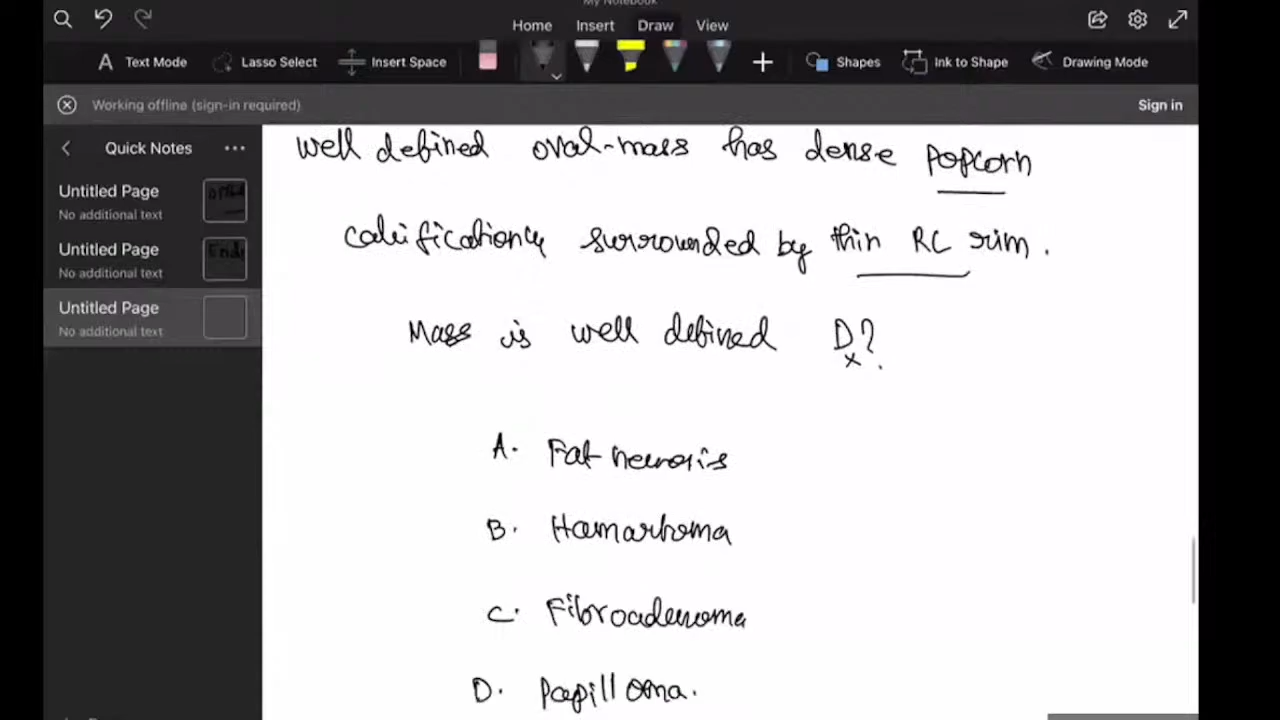 My Notebook
Home Insert Draw View
Text Mode Lasso Select Insert Space Shapes Ink to Shape Drawing Mode
Working offline (sign-in required) Sign in
Quick Notes
Untitled Page
No additional text
Untitled Page
No additional text
Untitled Page
No additional text
well defined oval-mass has dense popcorn
surrounded by thin RC rim.
Mass is well defined Dx?
A. Fat necrosis
B. Hamartoma
C. Fibroadenoma
D. Papilloma.